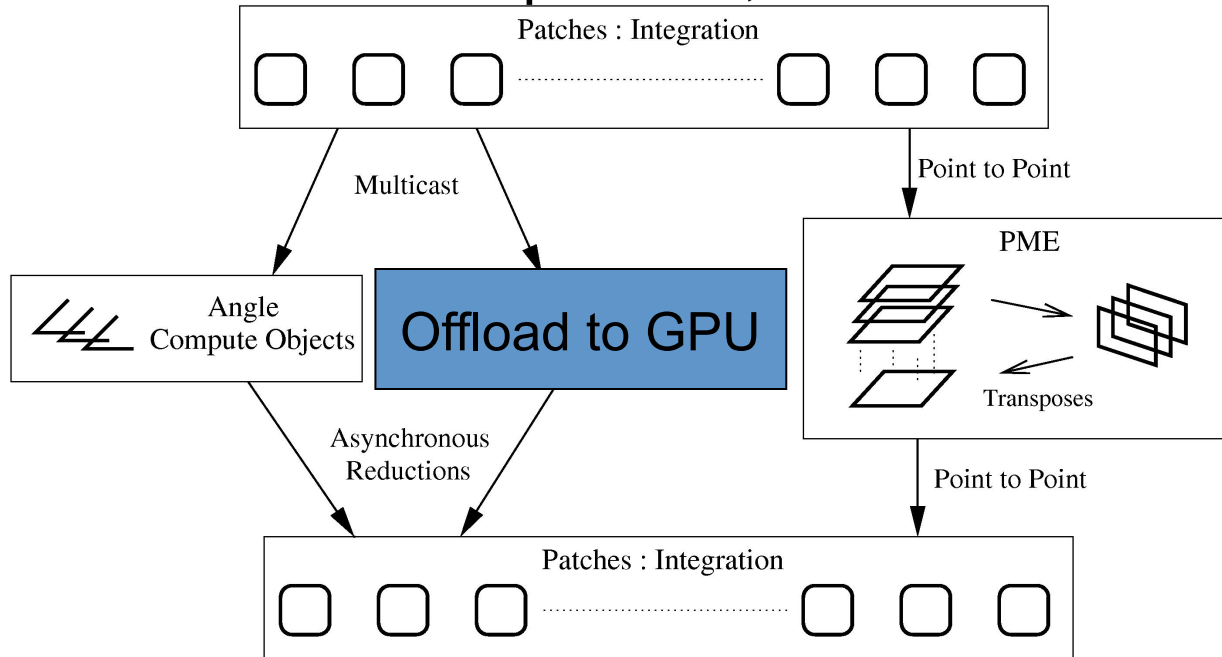 Patches : Integration
Multicast
Point to Point
PME
Angle
Compute Objects
Offload to GPU
Transposes
Asynchronous
Reductions
Point to Point
Patches : Integration